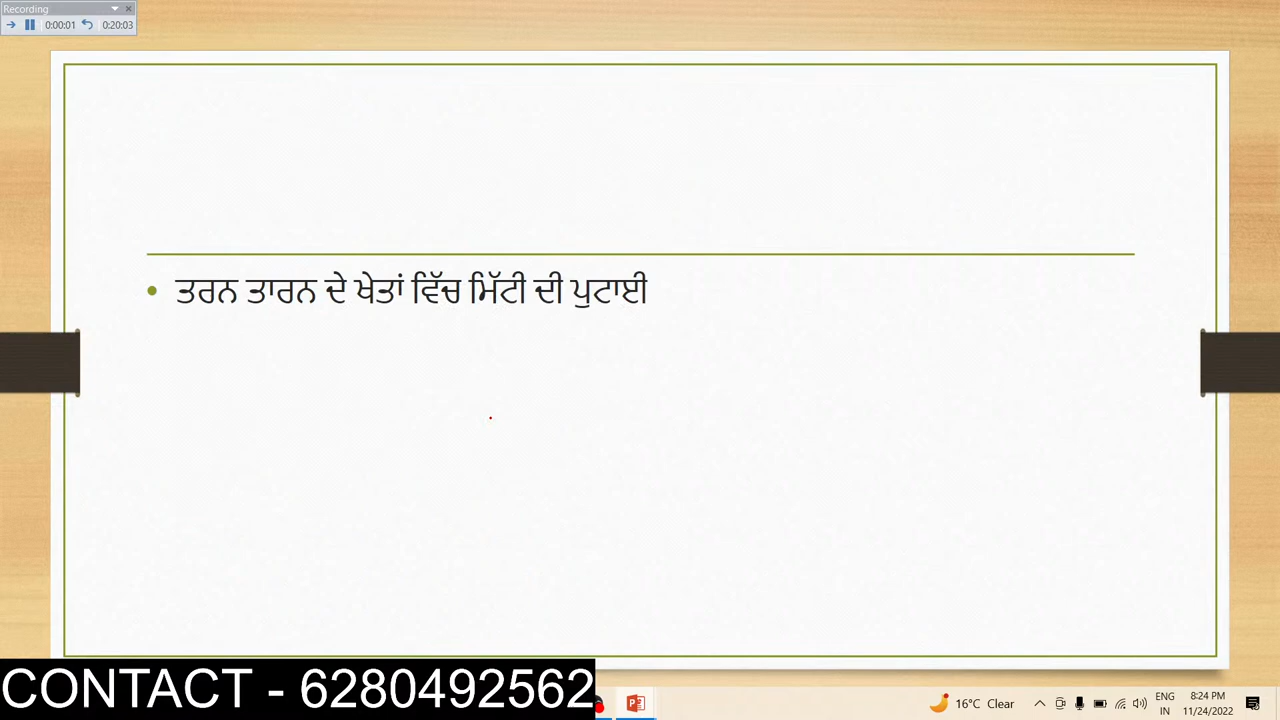 Recording
0:00:01 0:20:03
ਤਰਨ ਤਾਰਨ ਦੇ ਖੇਤਾਂ ਵਿੱਚ ਮਿੱਟੀ ਦੀ ਪੁਟਾਈ
CONTACT - 6280492562
16°C Clear
ENG
IN
8:24 PM
11/24/2022